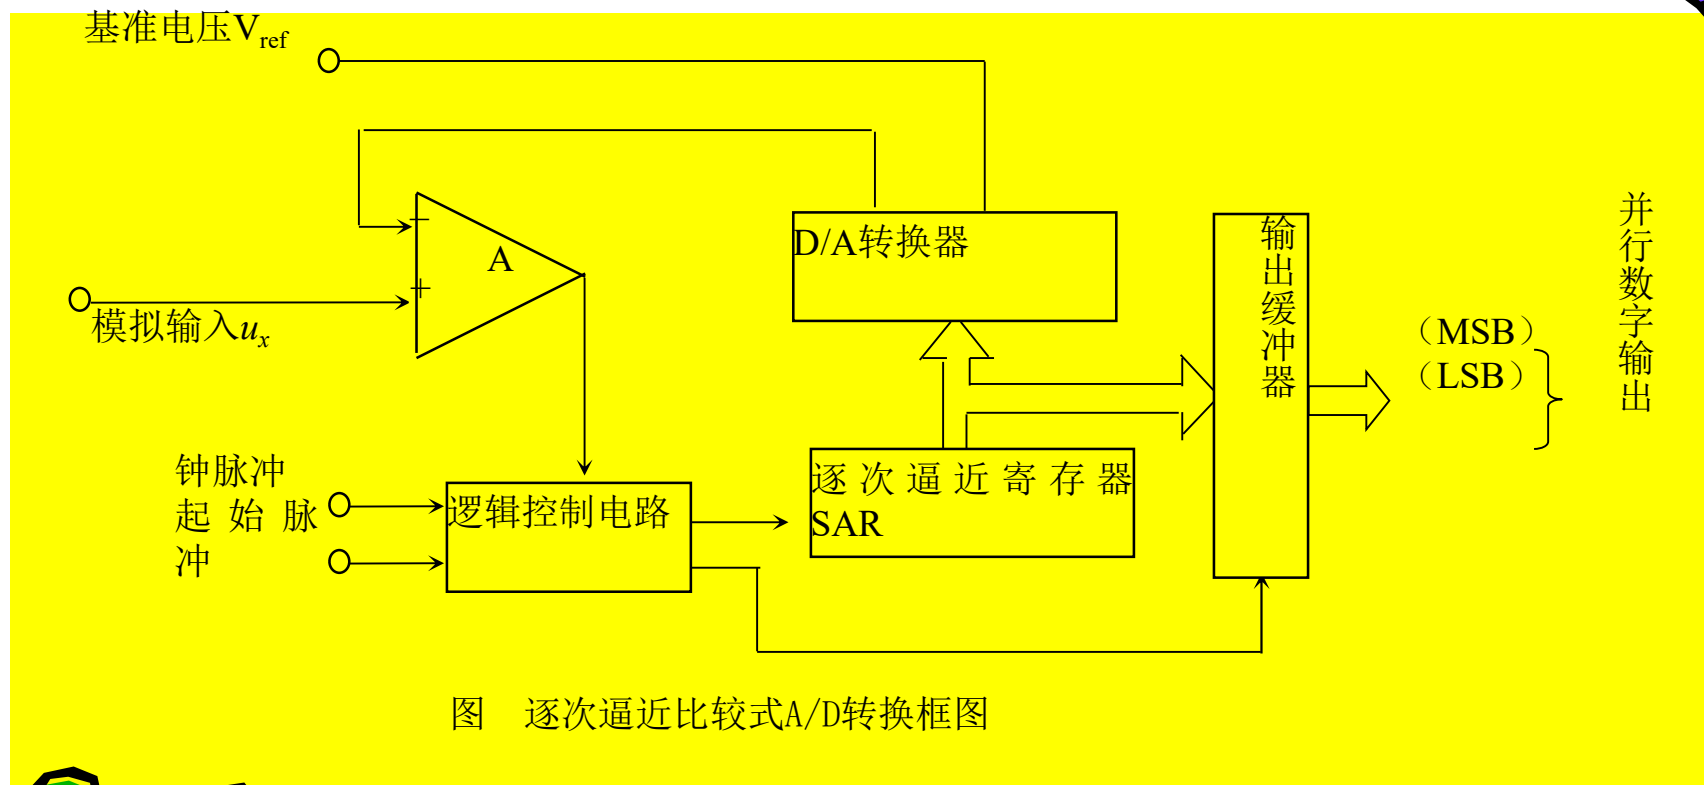 基准电压Vref
A
D/A转换器
输出缓冲器
并行数字输出
模拟输入ux
（MSB）
（LSB）
钟脉冲
起始脉冲
逻辑控制电路
逐次逼近寄存器
SAR
图 逐次逼近比较式A/D转换框图